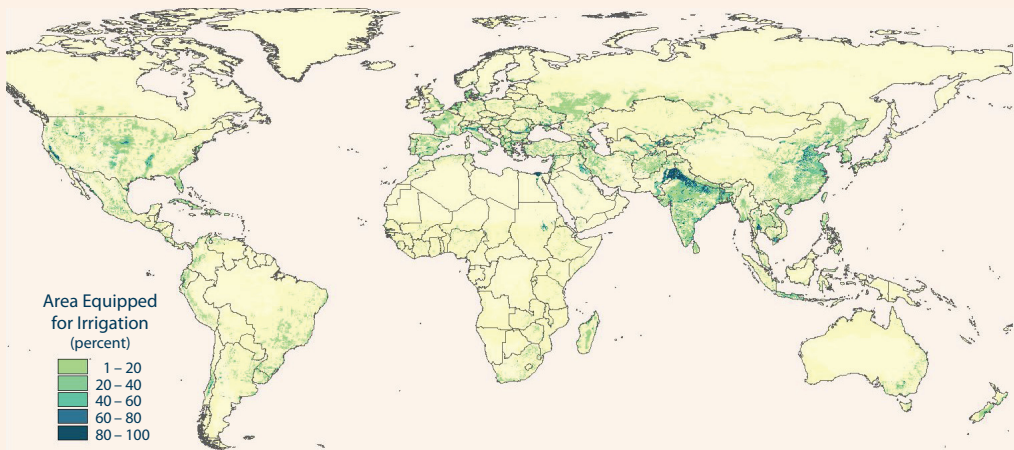 Area Equipped
for Irrigation
(percent)
1 – 20
20 – 40
40 – 60
60 – 80
80 – 100